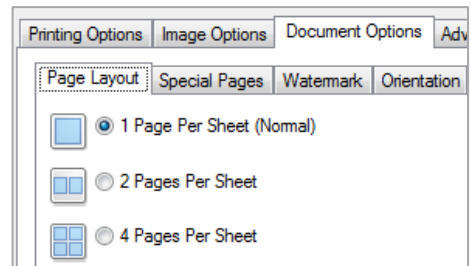 Printing Options Image Options Document Options Adv
Page Layout Special Pages Watermark Orientation
1 Page Per Sheet (Normal)
2 Pages Per Sheet
4 Pages Per Sheet